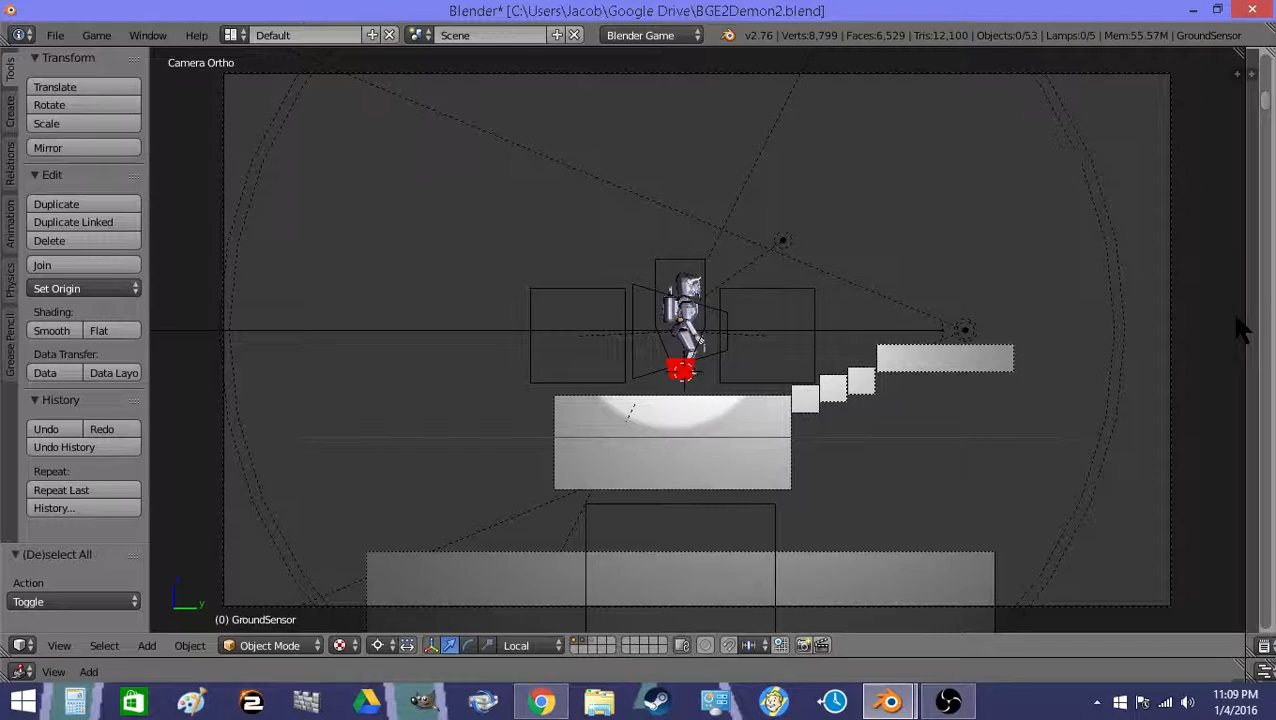 Blender* [C:\Users\Jacob\Google Drive\BGE2Demon2.blend]
File Game Window Help Default Scene Blender Game v2.76 | Verts:8,799 | Faces:6,529 | Tris:12,100 | Objects:0/53 | Lamps:0/5 | Mem:55.57M | GroundSensor
Tools
Create
Relations
Animation
Physics
Grease Pencil
Transform
Translate
Rotate
Scale
Mirror
Edit
Duplicate
Duplicate Linked
Delete
Join
Set Origin
Shading:
Smooth Flat
Data Transfer:
Data Data Layo
History
Undo Redo
Undo History
Repeat:
Repeat Last
History...
(De)select All
Action
Toggle
Camera Ortho
z
y
(0) GroundSensor
View Select Add Object Object Mode Local
View Add
11:09 PM
1/4/2016